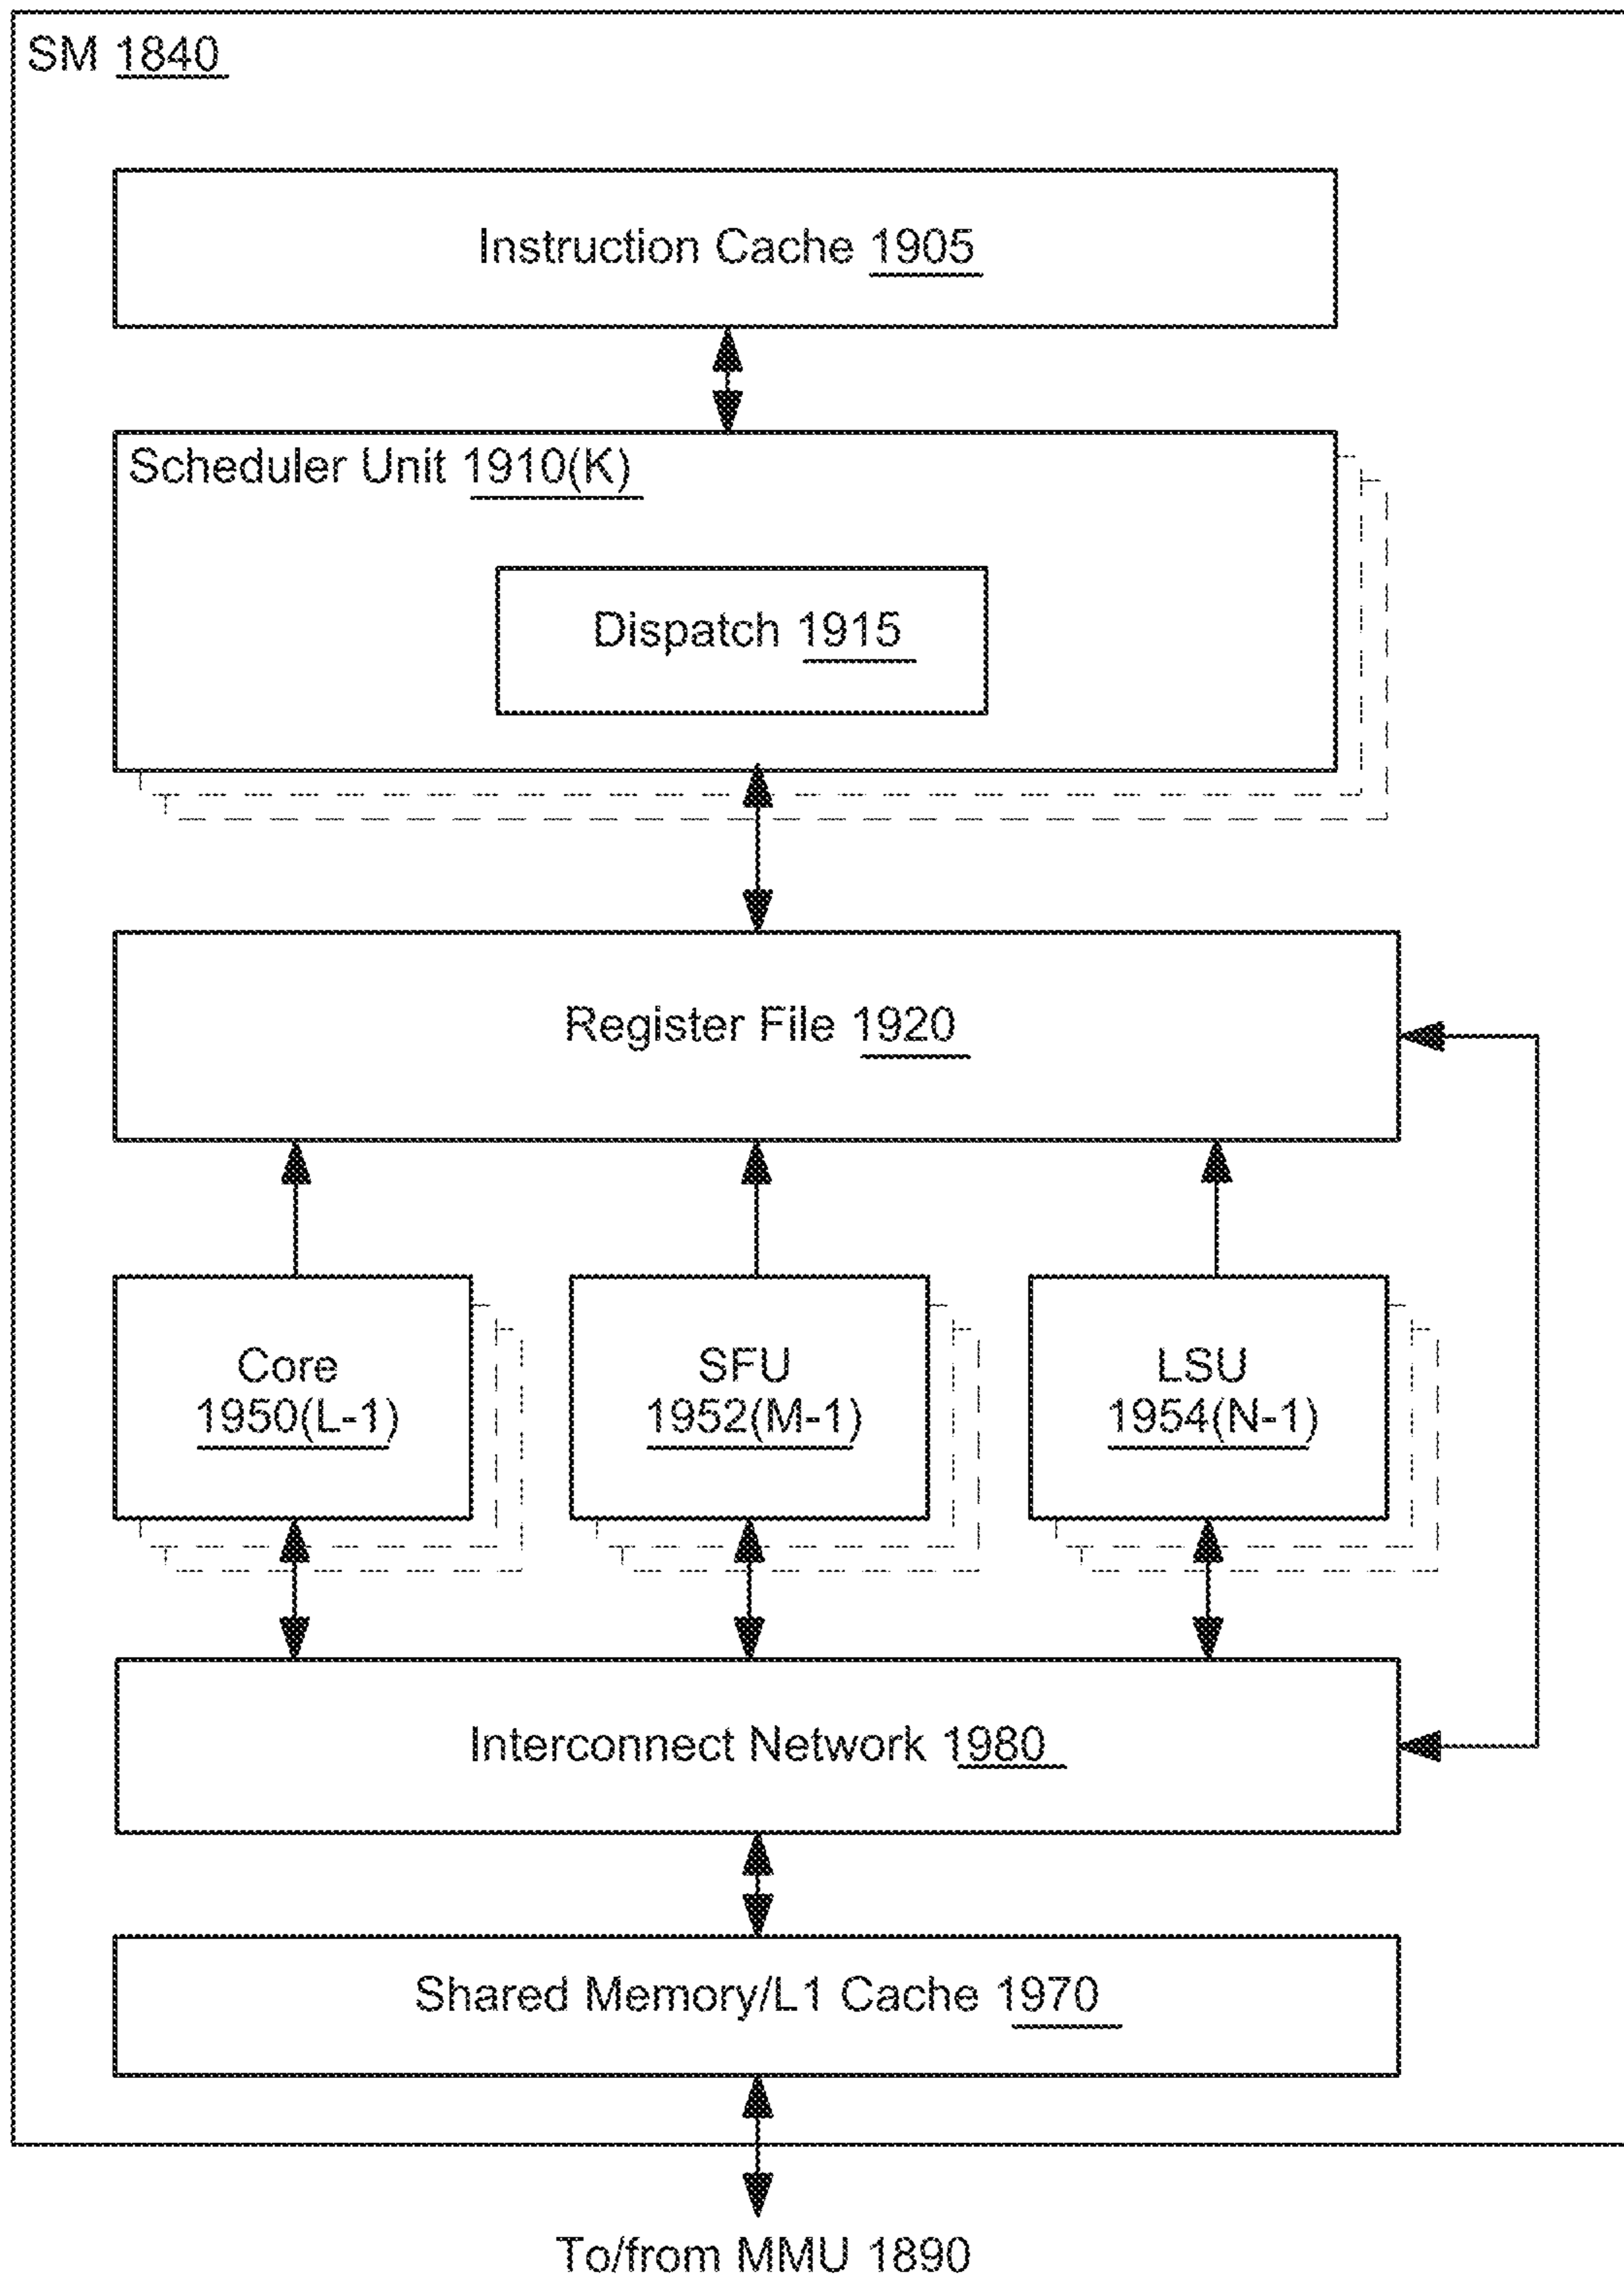 SM 1840
Instruction Cache 1905
Scheduler Unit 1910(K)
Dispatch 1915
Register File 1920
Core
1950(L-1)
SFU
1952(M-1)
LSU
1954(N-1)
Interconnect Network 1980
Shared Memory/L1 Cache 1970
To/from MMU 1890